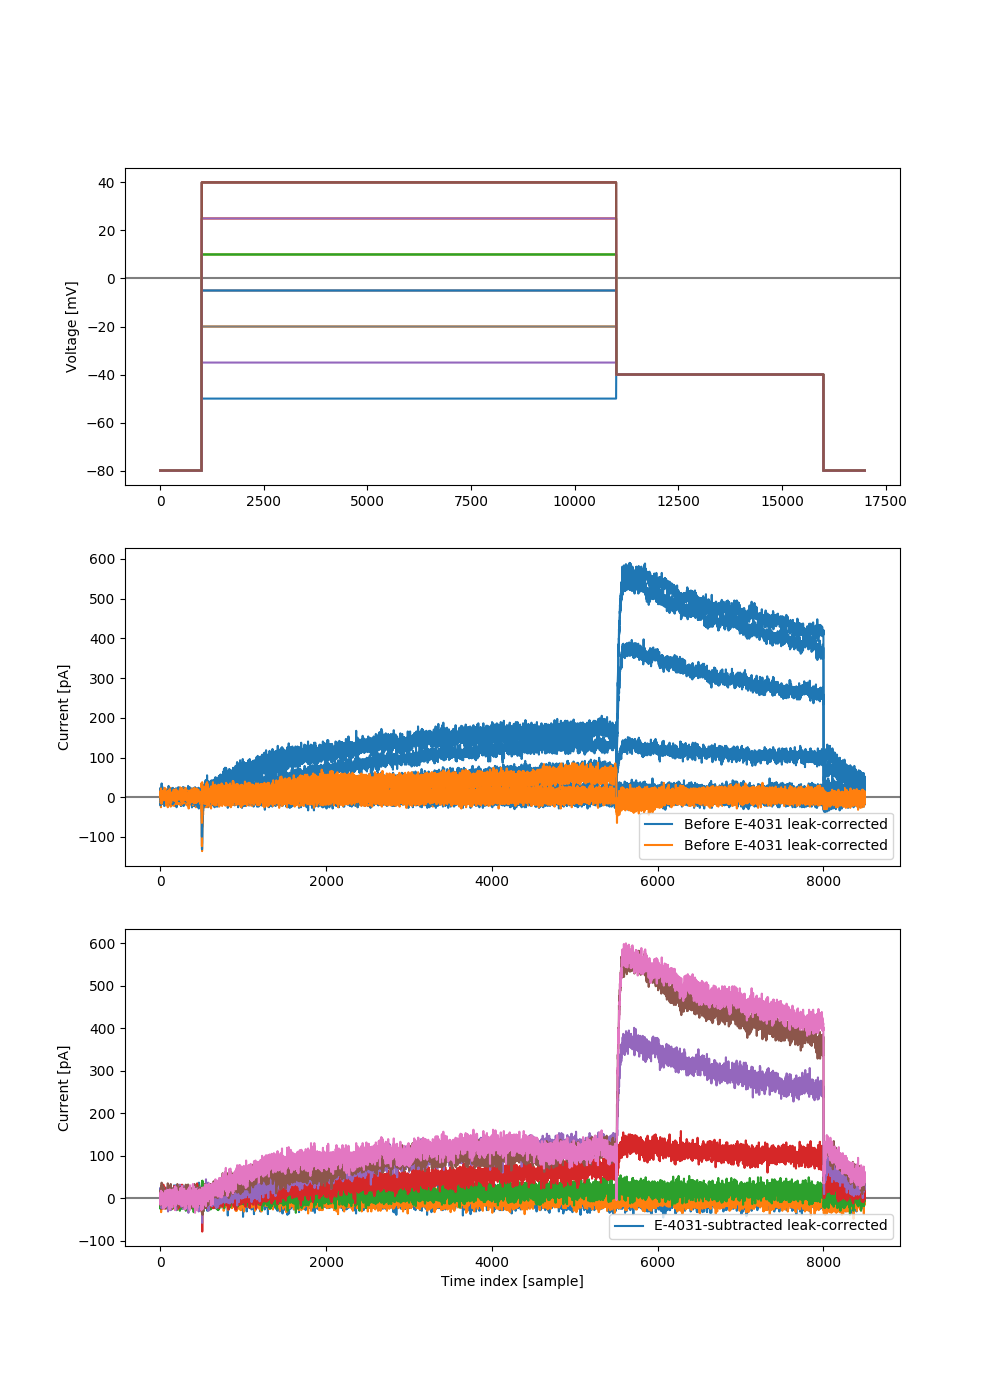 40
20
0
−20
−40
−60
−80
Voltage [mV]
0 2500 5000 7500 10000 12500 15000 17500
600
500
400
300
200
100
0
−100
Current [pA]
Before E-4031 leak-corrected
Before E-4031 leak-corrected
0 2000 4000 6000 8000
600
500
400
300
200
100
0
−100
Current [pA]
E-4031-subtracted leak-corrected
0 2000 4000 6000 8000
Time index [sample]